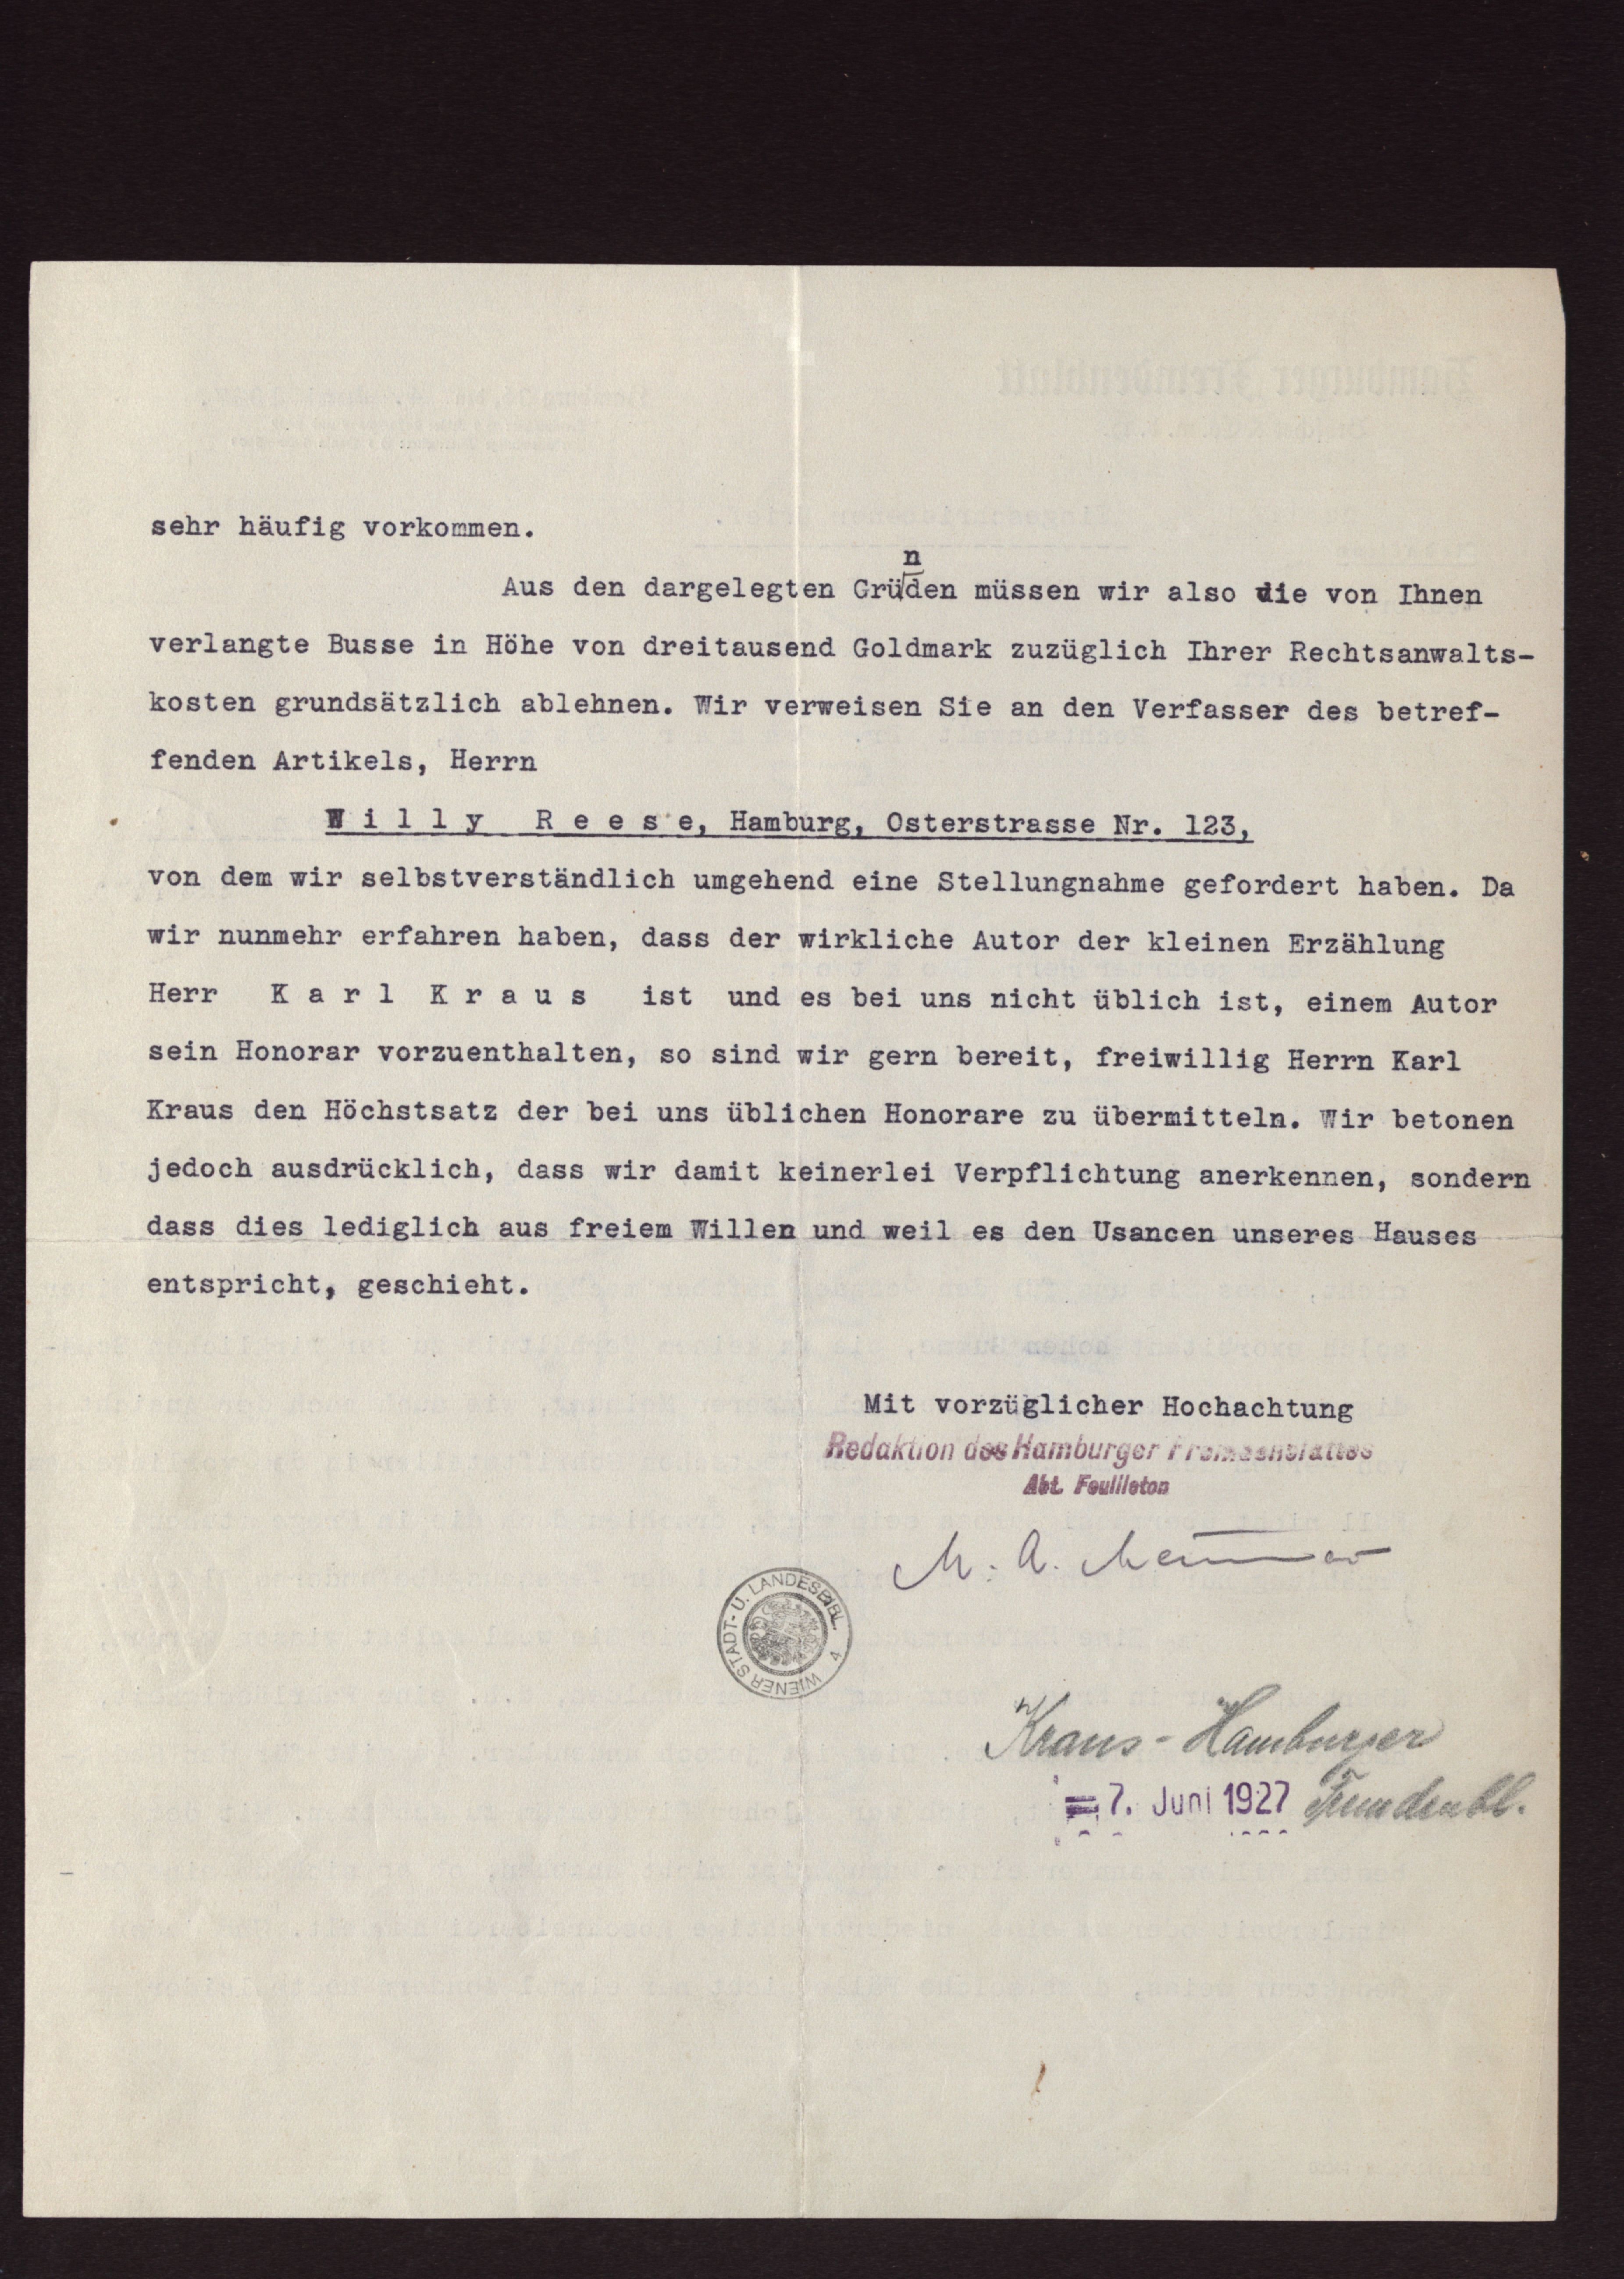 sehr häufig vorkommen.
n
Aus den dargelegten Grüden müssen wir also die von Ihnen
verlangte Busse in Höhe von dreitausend Goldmark zuzüglich Ihrer Rechtsanwalts-
kosten grundsätzlich ablehnen. Wir verweisen Sie an den Verfasser des betref-
fenden Artikels, Herrn
W i l l y   R e e s e, Hamburg, Osterstrasse Nr. 123,
von dem wir selbstverständlich umgehend eine Stellungnahme gefordert haben. Da
wir nunmehr erfahren haben, dass der wirkliche Autor der kleinen Erzählung
Herr   K a r l   K r a u s   ist und es bei uns nicht üblich ist, einem Autor
sein Honorar vorzuenthalten, so sind wir gern bereit, freiwillig Herrn Karl
Kraus den Höchstsatz der bei uns üblichen Honorare zu übermitteln. Wir betonen
jedoch ausdrücklich, dass wir damit keinerlei Verpflichtung anerkennen, sondern
dass dies lediglich aus freiem Willen und weil es den Usancen unseres Hauses
entspricht, geschieht.
Mit vorzüglicher Hochachtung
Redaktion des Hamburger Fremdenblattes
Abt. Feuilleton
M. A.
WIENER STADT- U. LANDESBIBL.
Kraus - Hamburger
7. Juni 1927 Fremdenbl.